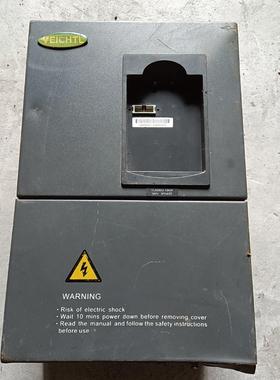 VEICHTL
WARNING
• Risk of electric shock
• Wait 10 mins power down before removing cover
• Read the manual and follow the safety instructions
before use